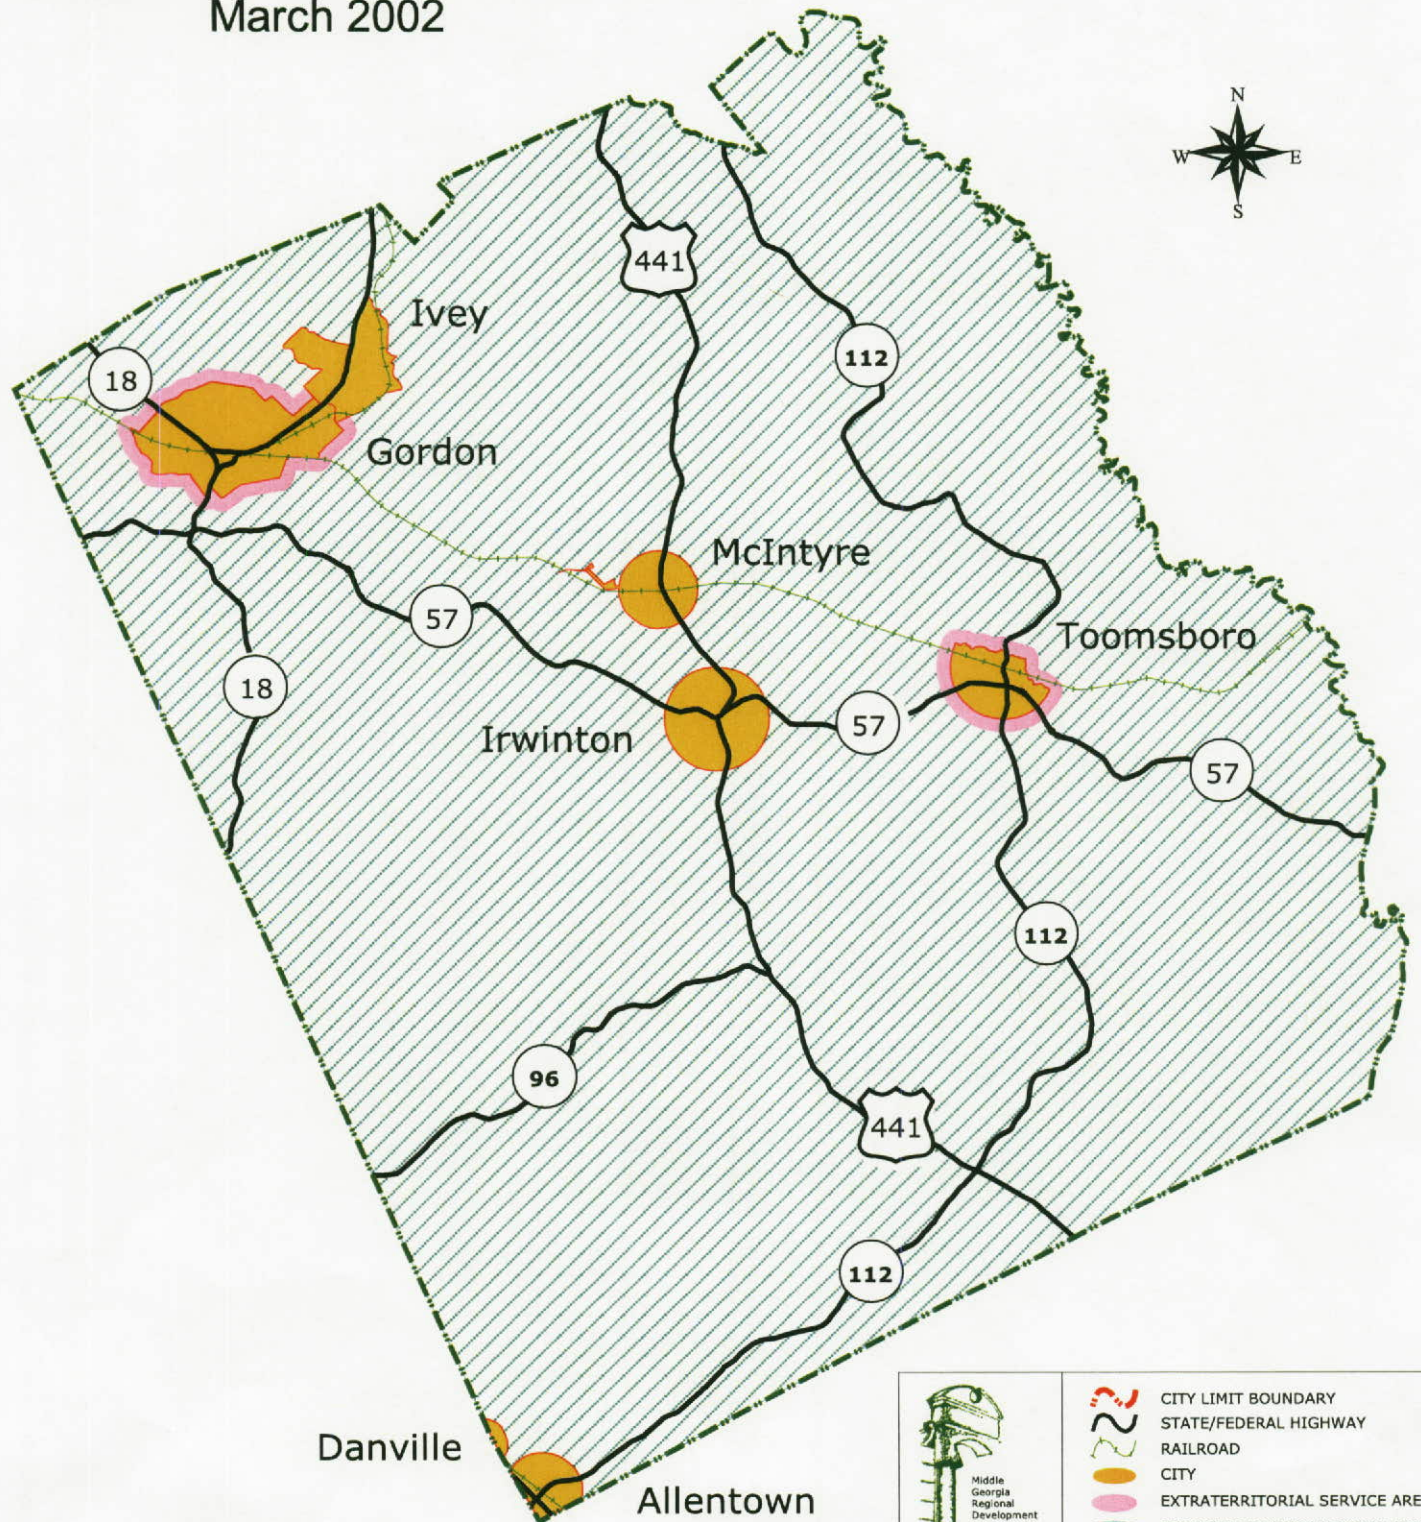 March 2002
N
W E
S
441
Ivey
112
18
Gordon
McIntyre
57
Toomsboro
18
Irwinton
57
57
112
96
441
112
Danville
Allentown
Middle
Georgia
Regional
Development
CITY LIMIT BOUNDARY
STATE/FEDERAL HIGHWAY
RAILROAD
CITY
EXTRATERRITORIAL SERVICE ARE